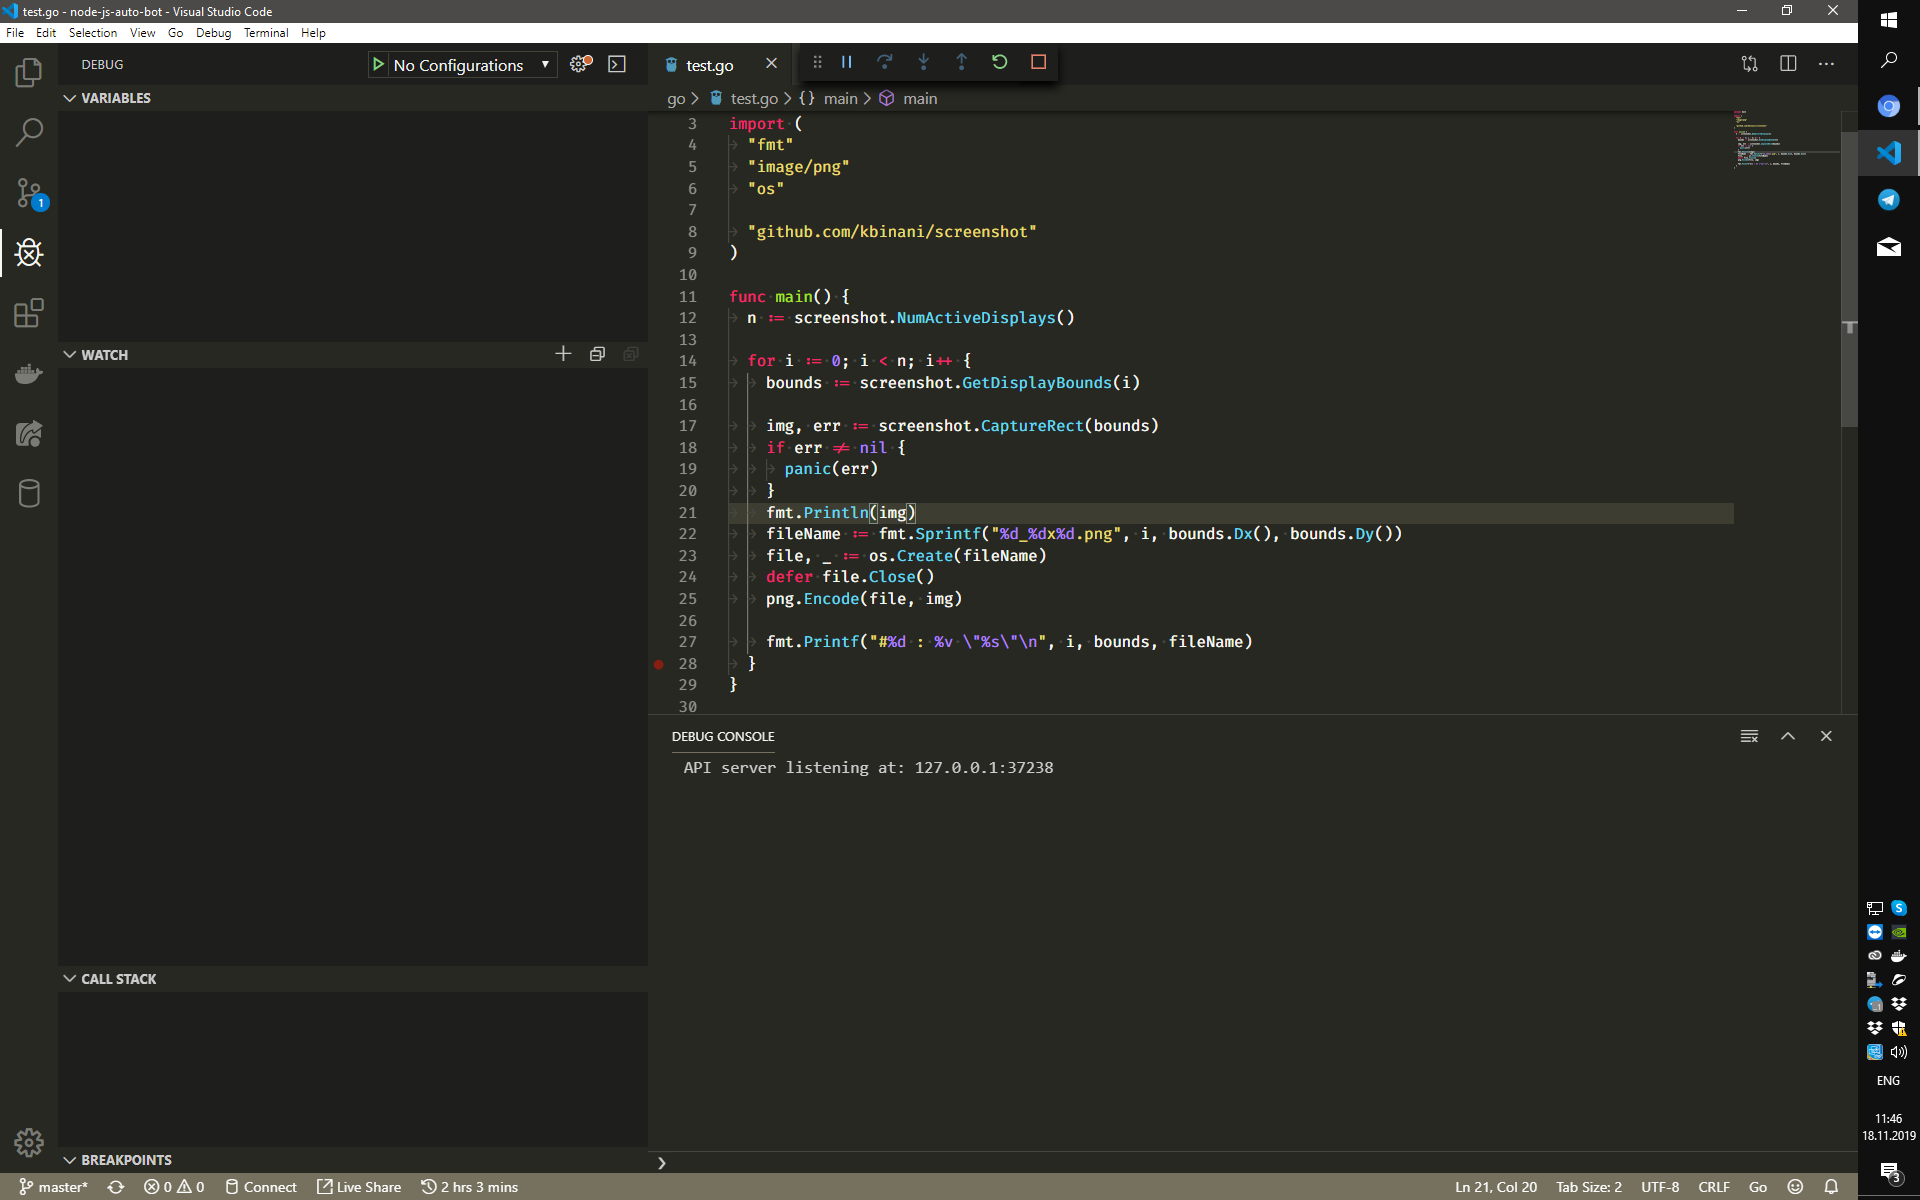 test.go - node-js-auto-bot - Visual Studio Code
File Edit Selection View Go Debug Terminal Help
DEBUG
No Configurations
VARIABLES
1
WATCH
CALL STACK
BREAKPOINTS
test.go
go > test.go > {} main > main
3 import (
4 "fmt"
5 "image/png"
6 "os"
7
8 "github.com/kbinani/screenshot"
9 )
10
11 func main() {
12 n := screenshot.NumActiveDisplays()
13
14 for i := 0; i < n; i++ {
15 bounds := screenshot.GetDisplayBounds(i)
16
17 img, err := screenshot.CaptureRect(bounds)
18 if err != nil {
19 panic(err)
20 }
21 fmt.Println(img)
22 fileName := fmt.Sprintf("%d_%dx%d.png", i, bounds.Dx(), bounds.Dy())
23 file, _ := os.Create(fileName)
24 defer file.Close()
25 png.Encode(file, img)
26
27 fmt.Printf("#%d : %v \"%s\"\n", i, bounds, fileName)
28 }
29 }
30
DEBUG CONSOLE
API server listening at: 127.0.0.1:37238
master* 0 0 Connect Live Share 2 hrs 3 mins
Ln 21, Col 20 Tab Size: 2 UTF-8 CRLF Go
ENG
11:46
18.11.2019
3